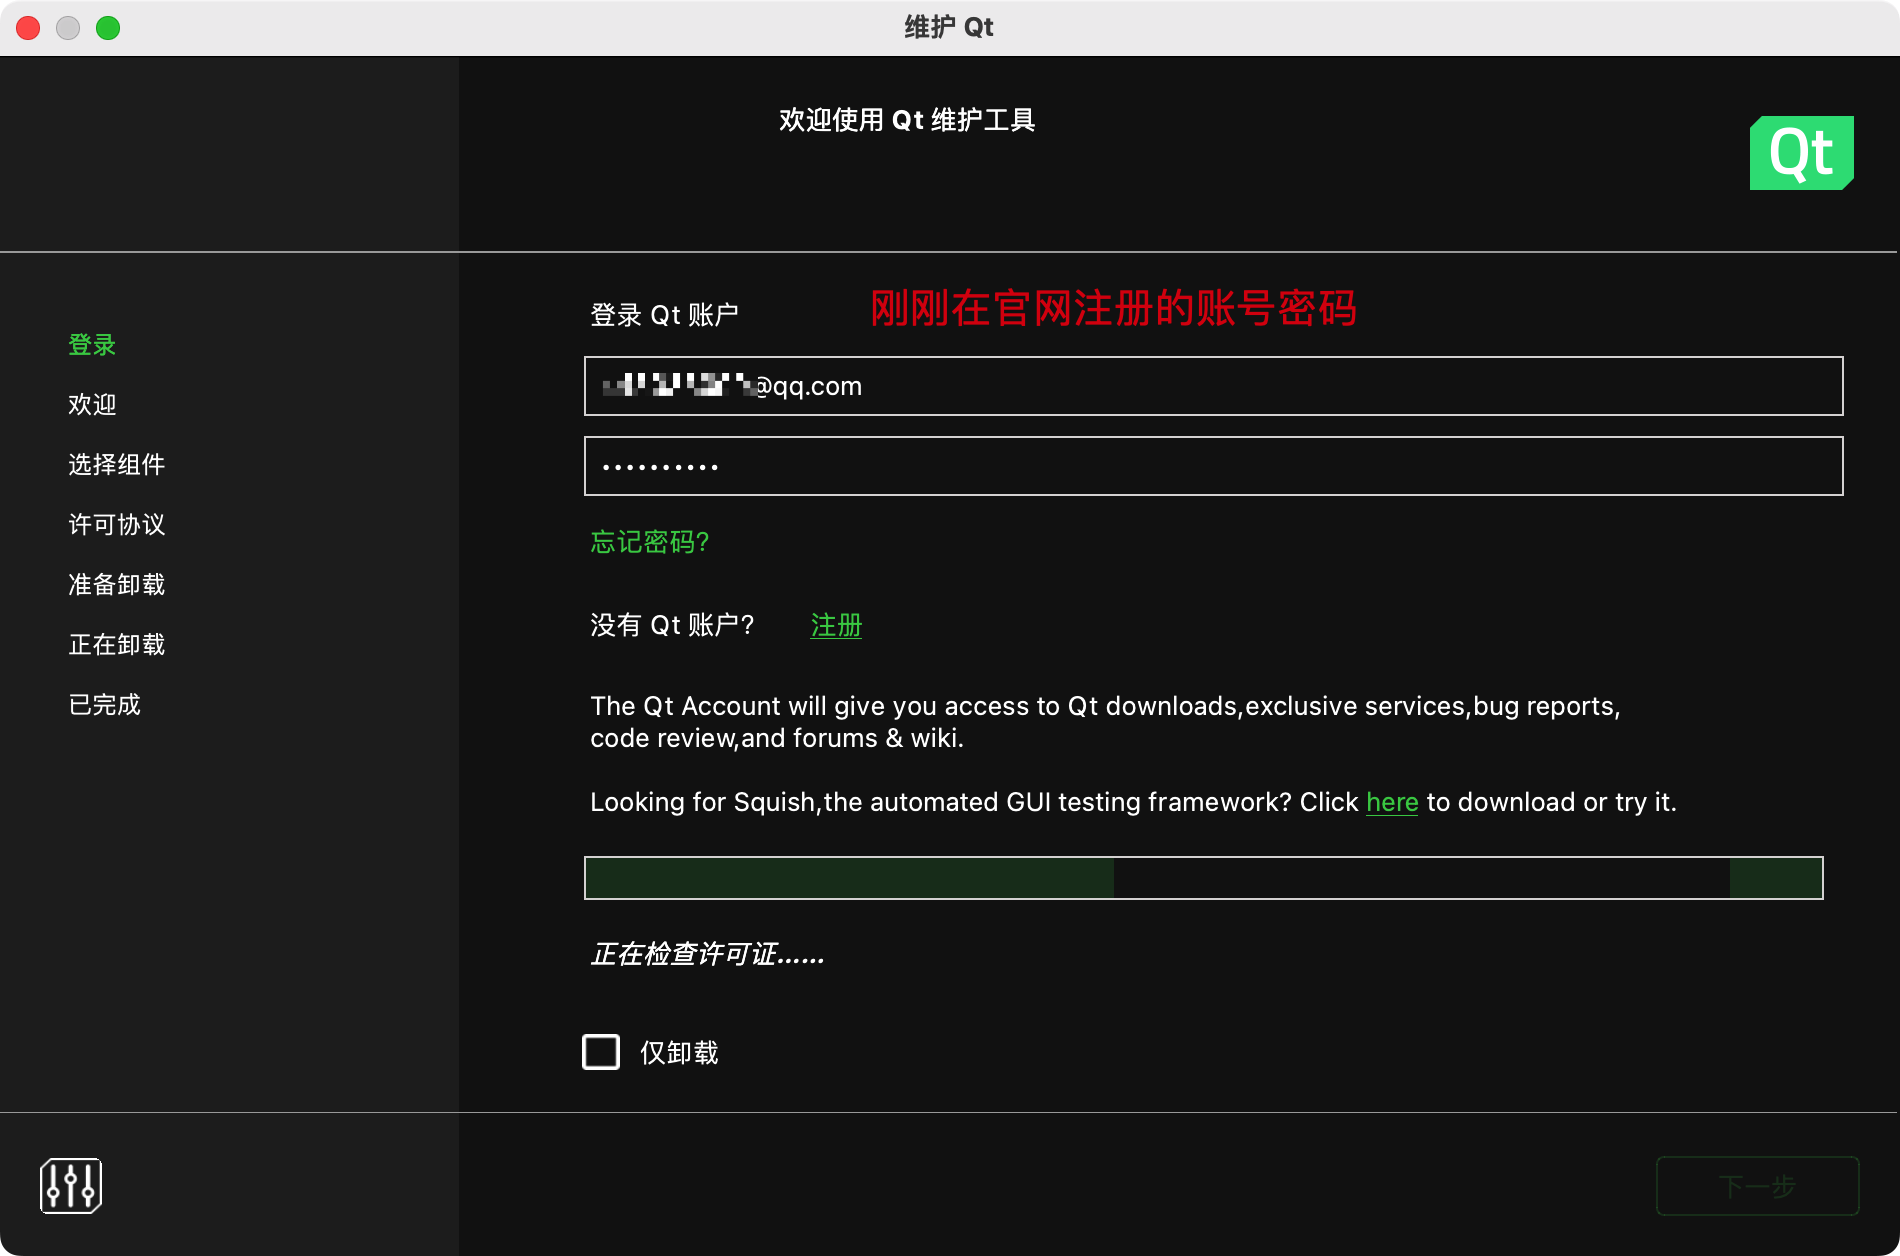 维护 Qt
欢迎使用 Qt 维护工具
Qt
登录
欢迎
选择组件
许可协议
准备卸载
正在卸载
已完成
登录 Qt 账户
刚刚在官网注册的账号密码
@qq.com
忘记密码?
没有 Qt 账户? 注册
The Qt Account will give you access to Qt downloads,exclusive services,bug reports,
code review,and forums & wiki.
Looking for Squish,the automated GUI testing framework? Click here to download or try it.
正在检查许可证......
仅卸载
下一步